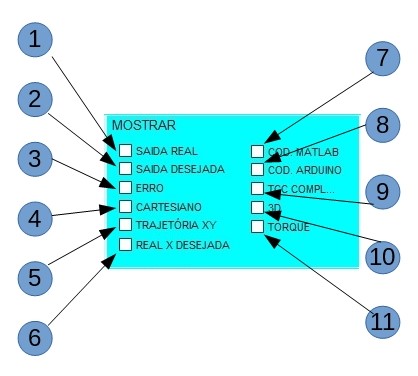 1
2
3
4
5
6
MOSTRAR
SAIDA REAL
SAIDA DESEJADA
ERRO
CARTESIANO
TRAJETÓRIA XY
REAL X DESEJADA
COD. MATLAB
COD. ARDUINO
TCC COMPL...
3D
TORQUE
7
8
9
10
11